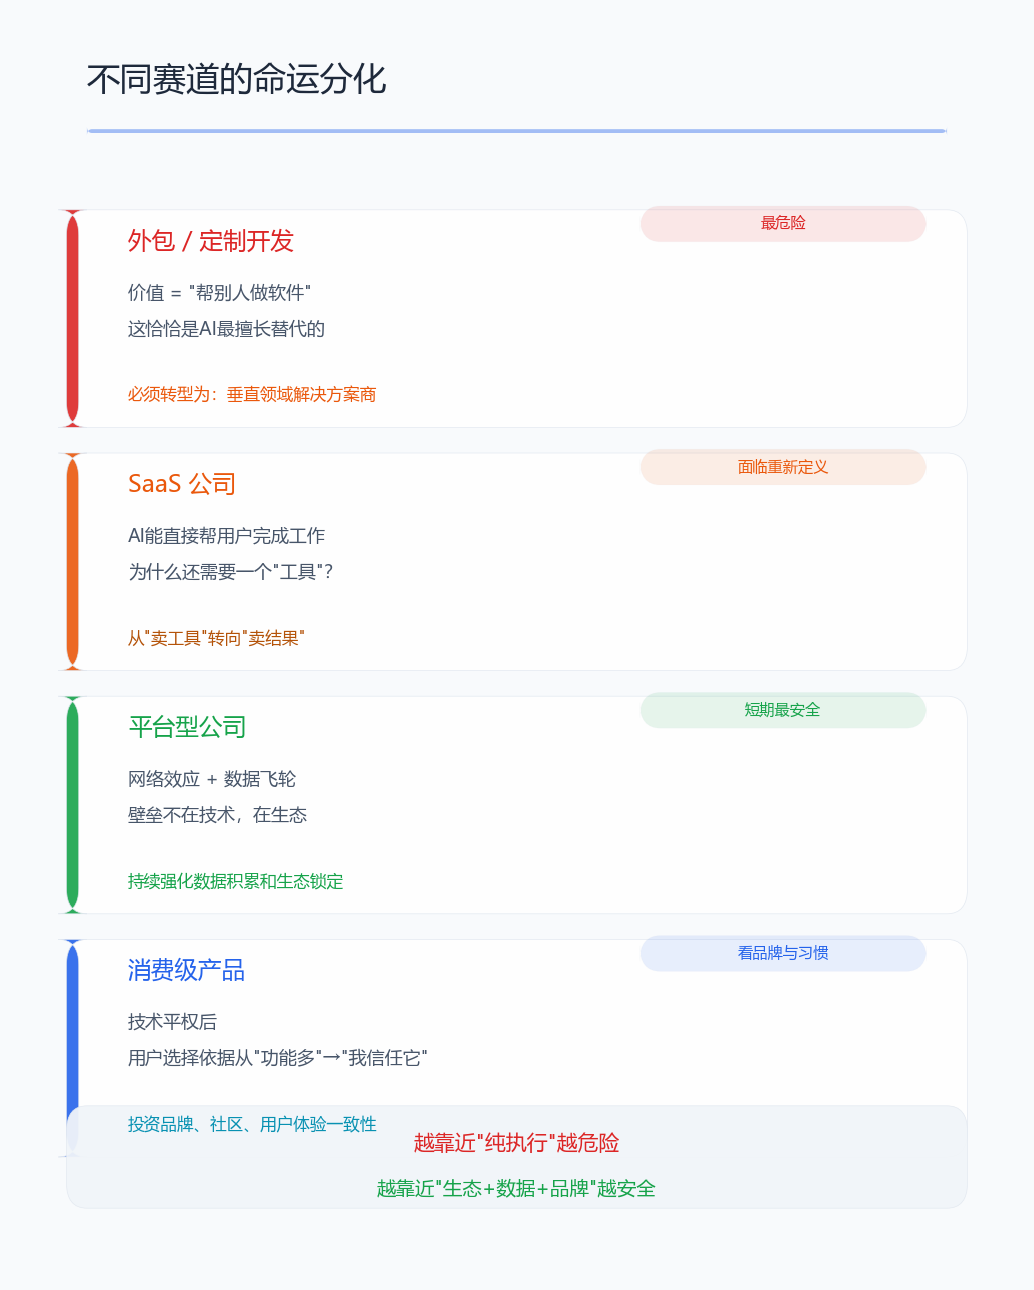 不同赛道的命运分化
外包 / 定制开发
最危险
价值 = "帮别人做软件"
这恰恰是AI最擅长替代的
必须转型为：垂直领域解决方案商
SaaS 公司
面临重新定义
AI能直接帮用户完成工作
为什么还需要一个"工具"?
从"卖工具"转向"卖结果"
平台型公司
短期最安全
网络效应 + 数据飞轮
壁垒不在技术，在生态
持续强化数据积累和生态锁定
消费级产品
看品牌与习惯
技术平权后
用户选择依据从"功能多"→"我信任它"
投资品牌、社区、用户体验一致性
越靠近"纯执行"越危险
越靠近"生态+数据+品牌"越安全